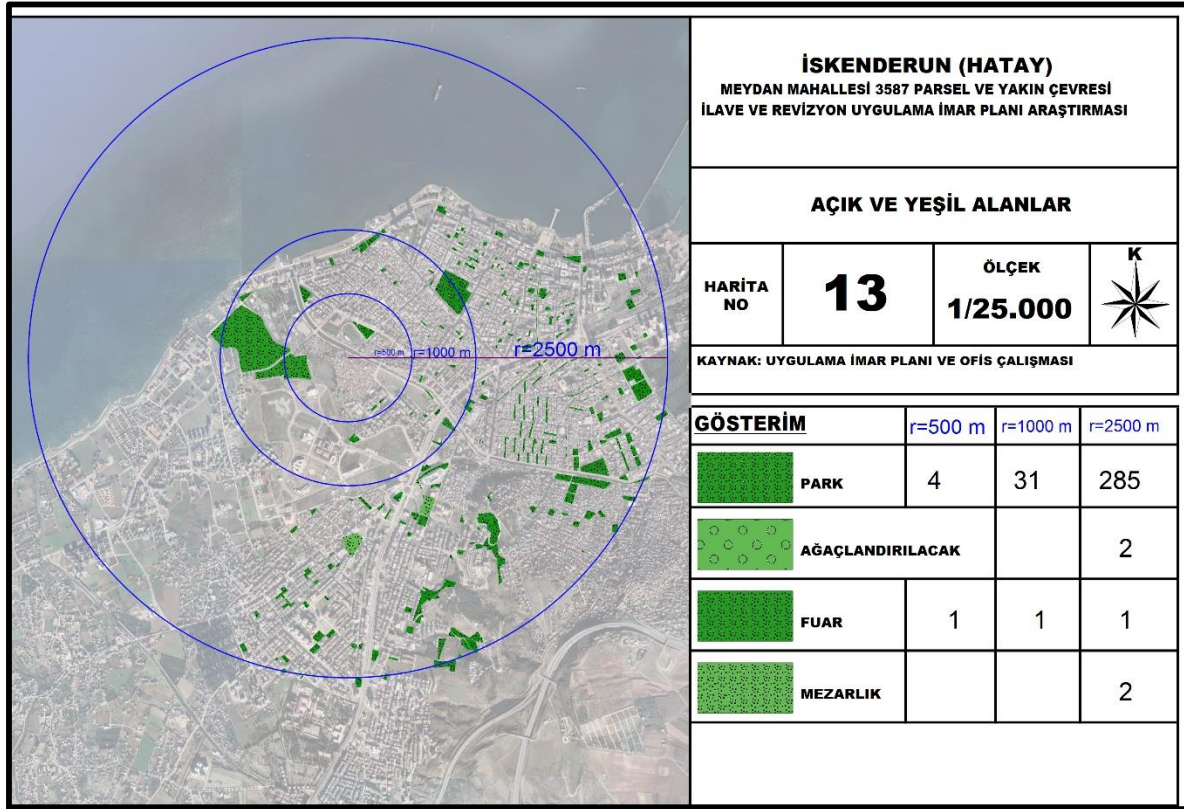 İSKENDERUN (HATAY)
MEYDAN MAHALLESİ 3587 PARSEL VE YAKIN ÇEVRESİ
İLAVE VE REVİZYON UYGULAMA İMAR PLANI ARAŞTIRMASI
AÇIK VE YEŞİL ALANLAR
HARİTA
NO
13
ÖLÇEK
1/25.000
K
KAYNAK: UYGULAMA İMAR PLANI VE OFİS ÇALIŞMASI
GÖSTERİM r=500 m r=1000 m r=2500 m
PARK 4 31 285
AĞAÇLANDIRILACAK 2
FUAR 1 1 1
MEZARLIK 2
r=500 m r=1000 m r=2500 m